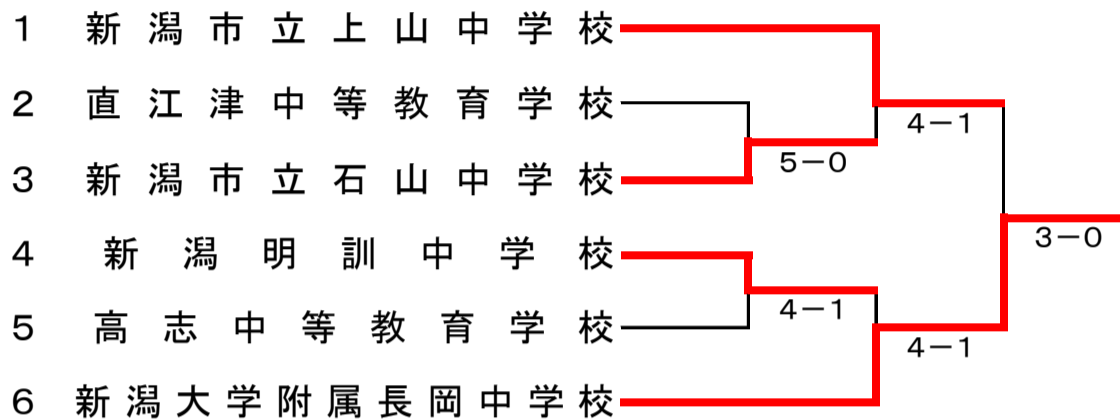 1 新潟市立上山中学校
2 直江津中等教育学校
3 新潟市立石山中学校
4 新潟明訓中学校
5 高志中等教育学校
6 新潟大学附属長岡中学校
5－0
4－1
4－1
4－1
3－0